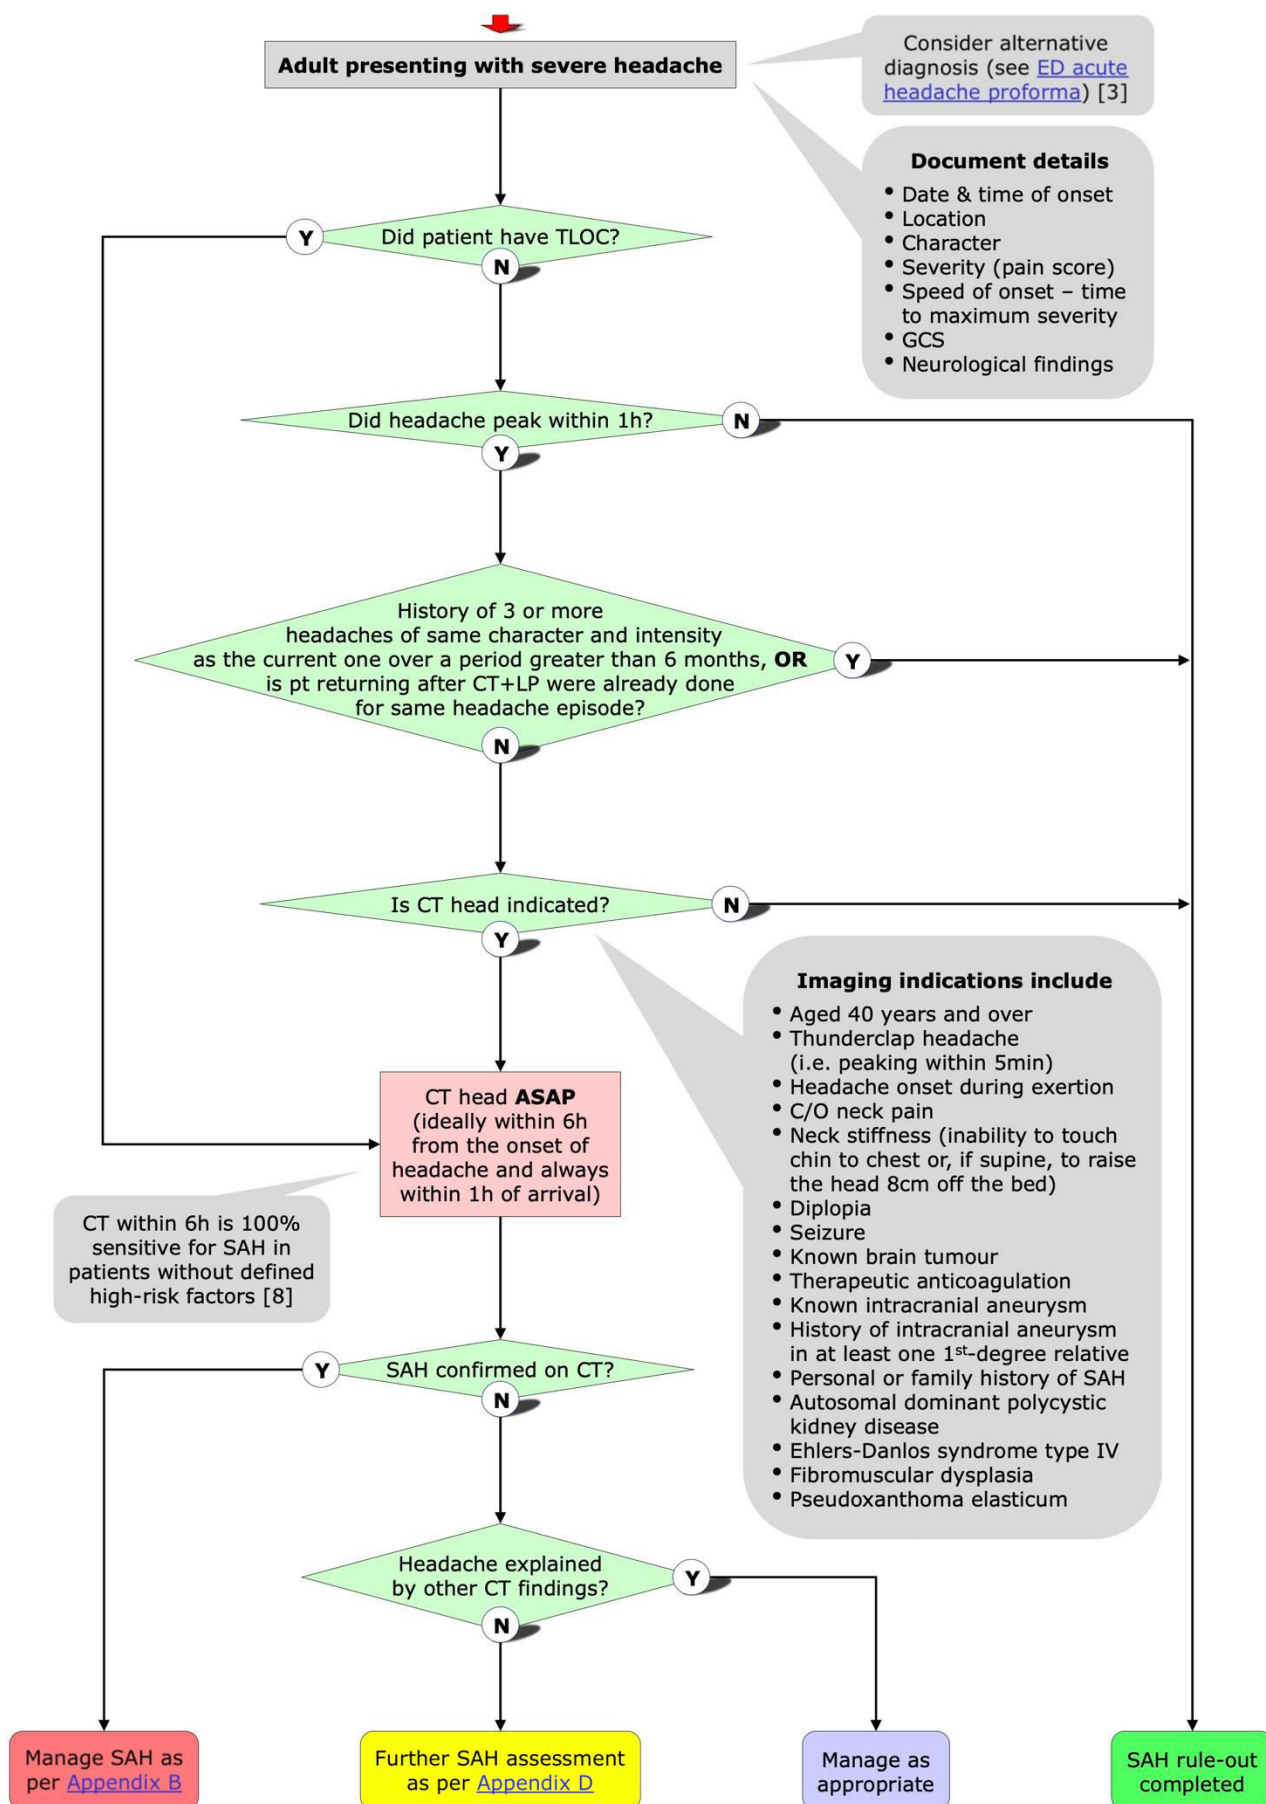 Adult presenting with severe headache
Consider alternative
diagnosis (see ED acute
headache proforma) [3]
Document details
• Date & time of onset
• Location
• Character
• Severity (pain score)
• Speed of onset – time
to maximum severity
• GCS
• Neurological findings
Did patient have TLOC?
Y
N
Did headache peak within 1h?
N
Y
History of 3 or more
headaches of same character and intensity
as the current one over a period greater than 6 months, OR
is pt returning after CT+LP were already done
for same headache episode?
Y
N
Is CT head indicated?
N
Y
Imaging indications include
• Aged 40 years and over
• Thunderclap headache
(i.e. peaking within 5min)
• Headache onset during exertion
• C/O neck pain
• Neck stiffness (inability to touch
chin to chest or, if supine, to raise
the head 8cm off the bed)
• Diplopia
• Seizure
• Known brain tumour
• Therapeutic anticoagulation
• Known intracranial aneurysm
• History of intracranial aneurysm
in at least one 1st-degree relative
• Personal or family history of SAH
• Autosomal dominant polycystic
kidney disease
• Ehlers-Danlos syndrome type IV
• Fibromuscular dysplasia
• Pseudoxanthoma elasticum
CT head ASAP
(ideally within 6h
from the onset of
headache and always
within 1h of arrival)
CT within 6h is 100%
sensitive for SAH in
patients without defined
high-risk factors [8]
SAH confirmed on CT?
Y
N
Headache explained
by other CT findings?
Y
N
Manage SAH as
per Appendix B
Further SAH assessment
as per Appendix D
Manage as
appropriate
SAH rule-out
completed